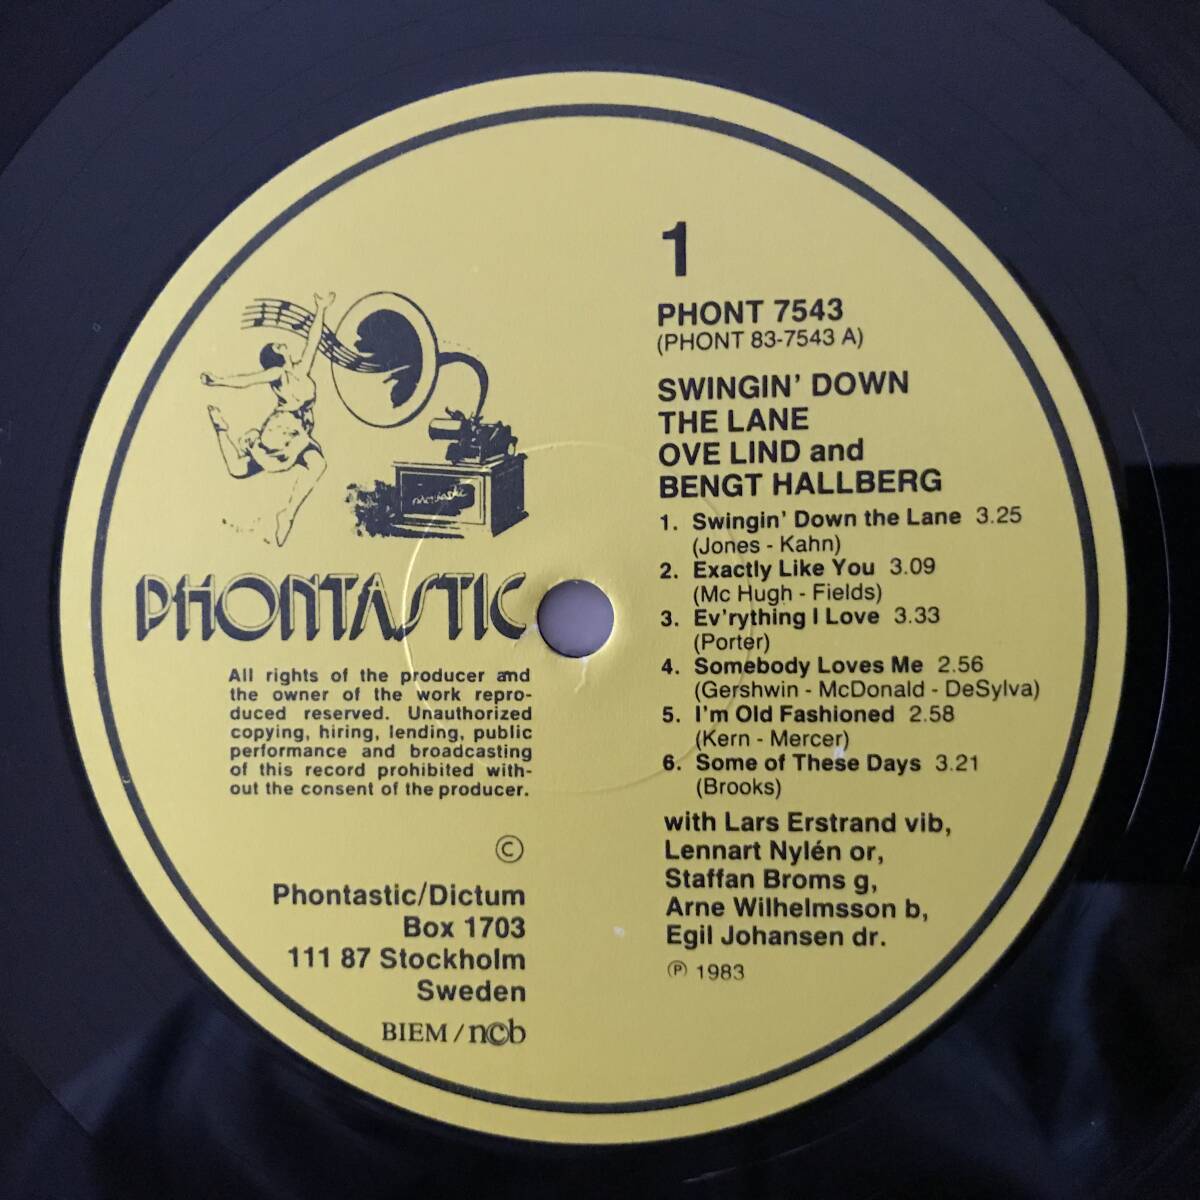 1
PHONT 7543
(PHONT 83-7543 A)
SWINGIN' DOWN
THE LANE
OVE LIND and
BENGT HALLBERG
1. Swingin' Down the Lane 3.25
(Jones - Kahn)
2. Exactly Like You 3.09
(Mc Hugh - Fields)
3. Ev'rything I Love 3.33
(Porter)
4. Somebody Loves Me 2.56
(Gershwin - McDonald - DeSylva)
5. I'm Old Fashioned 2.58
(Kern - Mercer)
6. Some of These Days 3.21
(Brooks)
with Lars Erstrand vib,
Lennart Nylén or,
Staffan Broms g,
Arne Wilhelmsson b,
Egil Johansen dr.
℗ 1983
PHONTASTIC
All rights of the producer and
the owner of the work repro-
duced reserved. Unauthorized
copying, hiring, lending, public
performance and broadcasting
of this record prohibited with-
out the consent of the producer.
©
Phontastic/Dictum
Box 1703
111 87 Stockholm
Sweden
BIEM/ncb